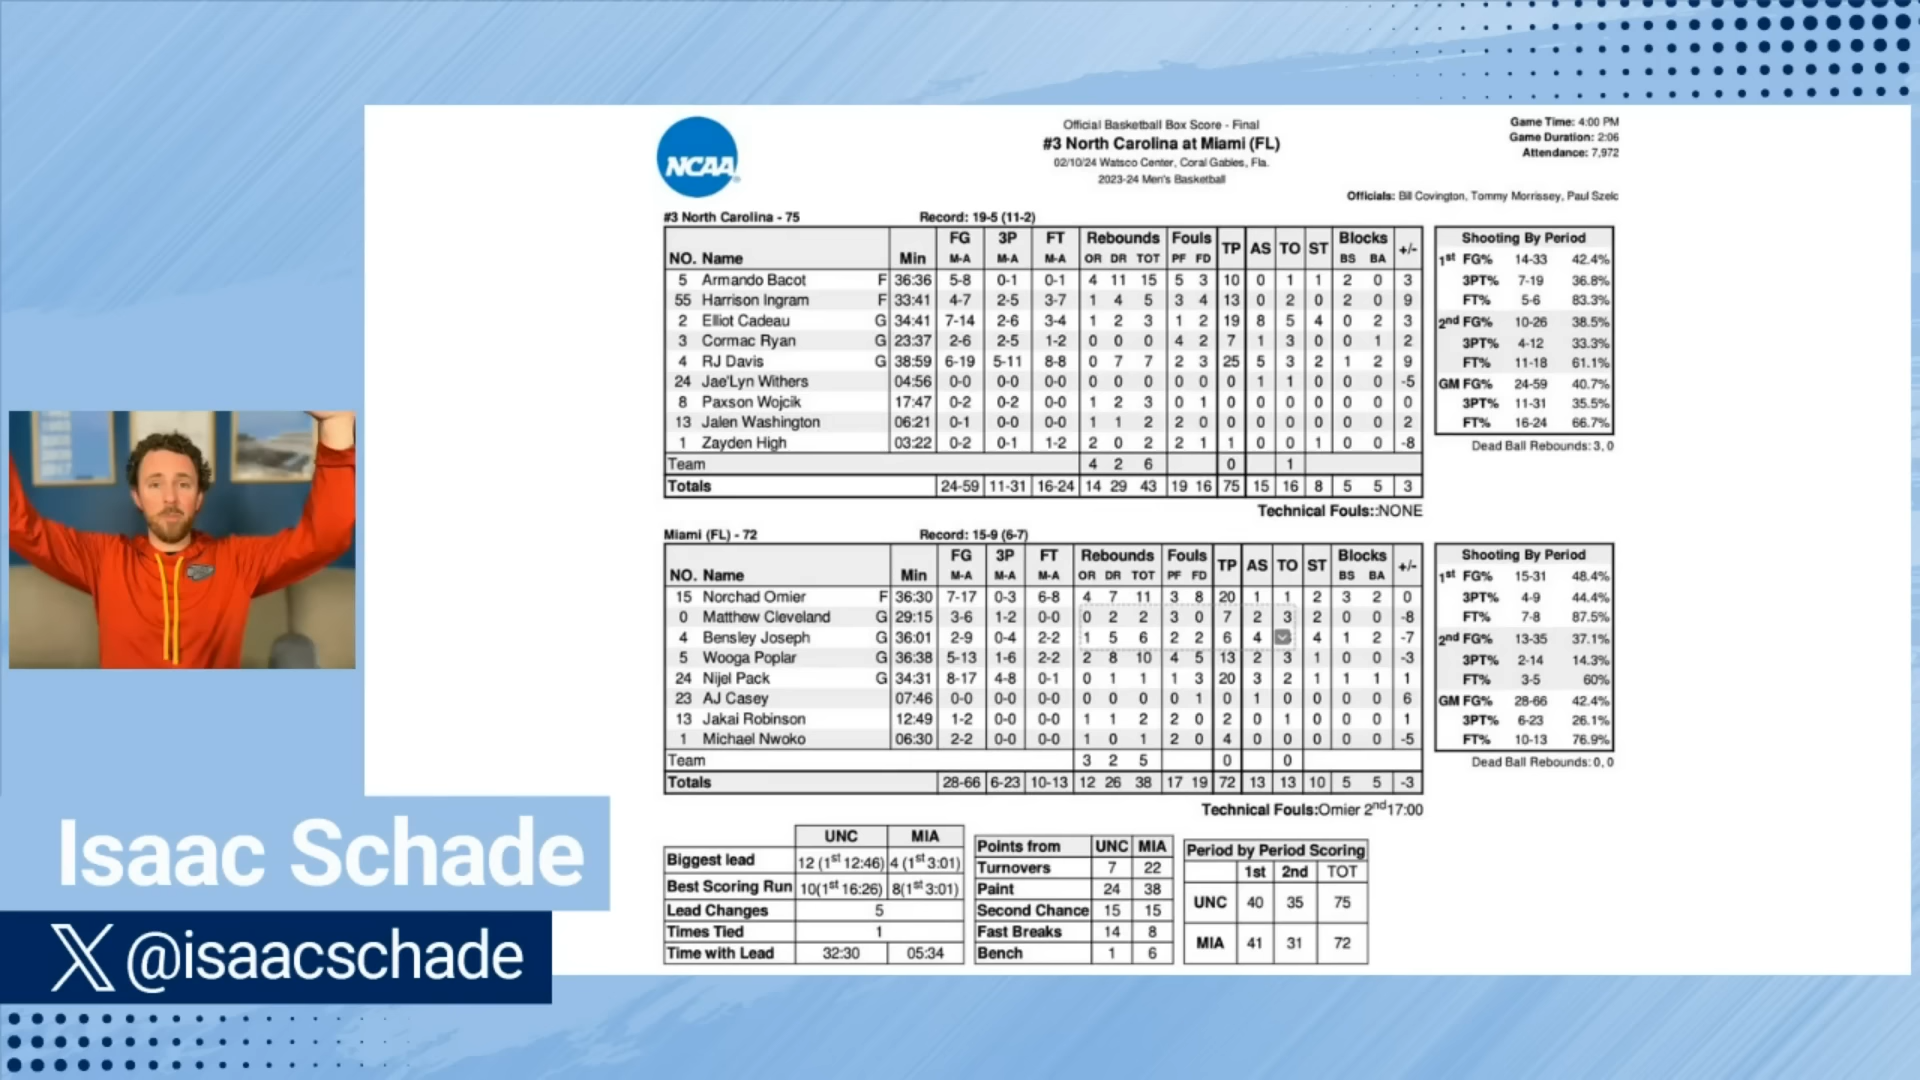 NCAA
Official Basketball Box Score - Final
#3 North Carolina at Miami (FL)
02/10/24 Watsco Center, Coral Gables, Fla.
2023-24 Men's Basketball
Game Time: 4:00 PM
Game Duration: 2:06
Attendance: 7,972
Officials: Bill Covington, Tommy Morrissey, Paul Szelc
#3 North Carolina - 75 Record: 19-5 (11-2)
FG 3P FT Rebounds Fouls TP AS TO ST Blocks +/-
NO. Name Min M-A M-A M-A OR DR TOT PF FD BS BA
5 Armando Bacot F 36:36 5-8 0-1 0-1 4 11 15 5 3 10 0 1 1 2 0 3
55 Harrison Ingram F 33:41 4-7 2-5 3-7 1 4 5 3 4 13 0 2 0 2 0 9
2 Elliot Cadeau G 34:41 7-14 2-6 3-4 1 2 3 1 2 19 8 5 4 0 2 3
3 Cormac Ryan G 23:37 2-6 2-5 1-2 0 0 0 4 2 7 1 3 0 0 1 2
4 RJ Davis G 38:59 6-19 5-11 8-8 0 7 7 2 3 25 5 3 2 1 2 9
24 Jae'Lyn Withers 04:56 0-0 0-0 0-0 0 0 0 0 0 0 1 1 0 0 0 -5
8 Paxson Wojcik 17:47 0-2 0-2 0-0 1 2 3 0 1 0 0 0 0 0 0 0
13 Jalen Washington 06:21 0-1 0-0 0-0 1 1 2 2 0 0 0 0 0 0 0 2
1 Zayden High 03:22 0-2 0-1 1-2 2 0 2 2 1 1 0 0 1 0 0 -8
Team 4 2 6 0 1
Totals 24-59 11-31 16-24 14 29 43 19 16 75 15 16 8 5 5 3
Technical Fouls::NONE
Shooting By Period
1st FG% 14-33 42.4%
3PT% 7-19 36.8%
FT% 5-6 83.3%
2nd FG% 10-26 38.5%
3PT% 4-12 33.3%
FT% 11-18 61.1%
GM FG% 24-59 40.7%
3PT% 11-31 35.5%
FT% 16-24 66.7%
Dead Ball Rebounds: 3, 0
Miami (FL) - 72 Record: 15-9 (6-7)
FG 3P FT Rebounds Fouls TP AS TO ST Blocks +/-
NO. Name Min M-A M-A M-A OR DR TOT PF FD BS BA
15 Norchad Omier F 36:30 7-17 0-3 6-8 4 7 11 3 8 20 1 1 2 3 2 0
0 Matthew Cleveland G 29:15 3-6 1-2 0-0 0 2 2 3 0 7 2 3 2 0 0 -8
4 Bensley Joseph G 36:01 2-9 0-4 2-2 1 5 6 2 2 6 4 4 1 2 -7
5 Wooga Poplar G 36:38 5-13 1-6 2-2 2 8 10 4 5 13 2 3 1 0 0 -3
24 Nijel Pack G 34:31 8-17 4-8 0-1 0 1 1 1 3 20 3 2 1 1 1 1
23 AJ Casey 07:46 0-0 0-0 0-0 0 0 0 0 1 0 1 0 0 0 0 6
13 Jakai Robinson 12:49 1-2 0-0 0-0 1 1 2 2 0 2 0 1 0 0 0 1
1 Michael Nwoko 06:30 2-2 0-0 0-0 1 0 1 2 0 4 0 0 0 0 0 -5
Team 3 2 5 0 0
Totals 28-66 6-23 10-13 12 26 38 17 19 72 13 13 10 5 5 -3
Technical Fouls:Omier 2nd17:00
Shooting By Period
1st FG% 15-31 48.4%
3PT% 4-9 44.4%
FT% 7-8 87.5%
2nd FG% 13-35 37.1%
3PT% 2-14 14.3%
FT% 3-5 60%
GM FG% 28-66 42.4%
3PT% 6-23 26.1%
FT% 10-13 76.9%
Dead Ball Rebounds: 0, 0
UNC MIA
Biggest lead 12 (1st 12:46) 4 (1st 3:01)
Best Scoring Run 10(1st 16:26) 8(1st 3:01)
Lead Changes 5
Times Tied 1
Time with Lead 32:30 05:34
Points from UNC MIA
Turnovers 7 22
Paint 24 38
Second Chance 15 15
Fast Breaks 14 8
Bench 1 6
Period by Period Scoring
1st 2nd TOT
UNC 40 35 75
MIA 41 31 72
Isaac Schade
X @isaacschade